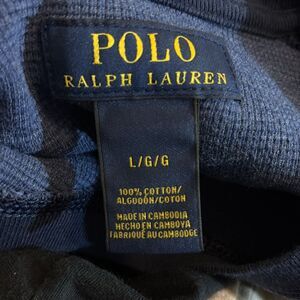 POLO
RALPH LAUREN
L/G/G
100% COTTON/
ALGODÓN/COTON
MADE IN CAMBODIA
HECHO EN CAMBOYA
FABRIQUÉ AU CAMBODGE